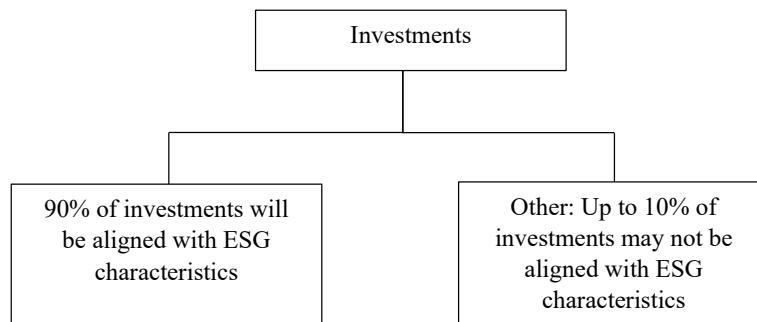 Investments
90% of investments will
be aligned with ESG
characteristics
Other: Up to 10% of
investments may not be
aligned with ESG
characteristics